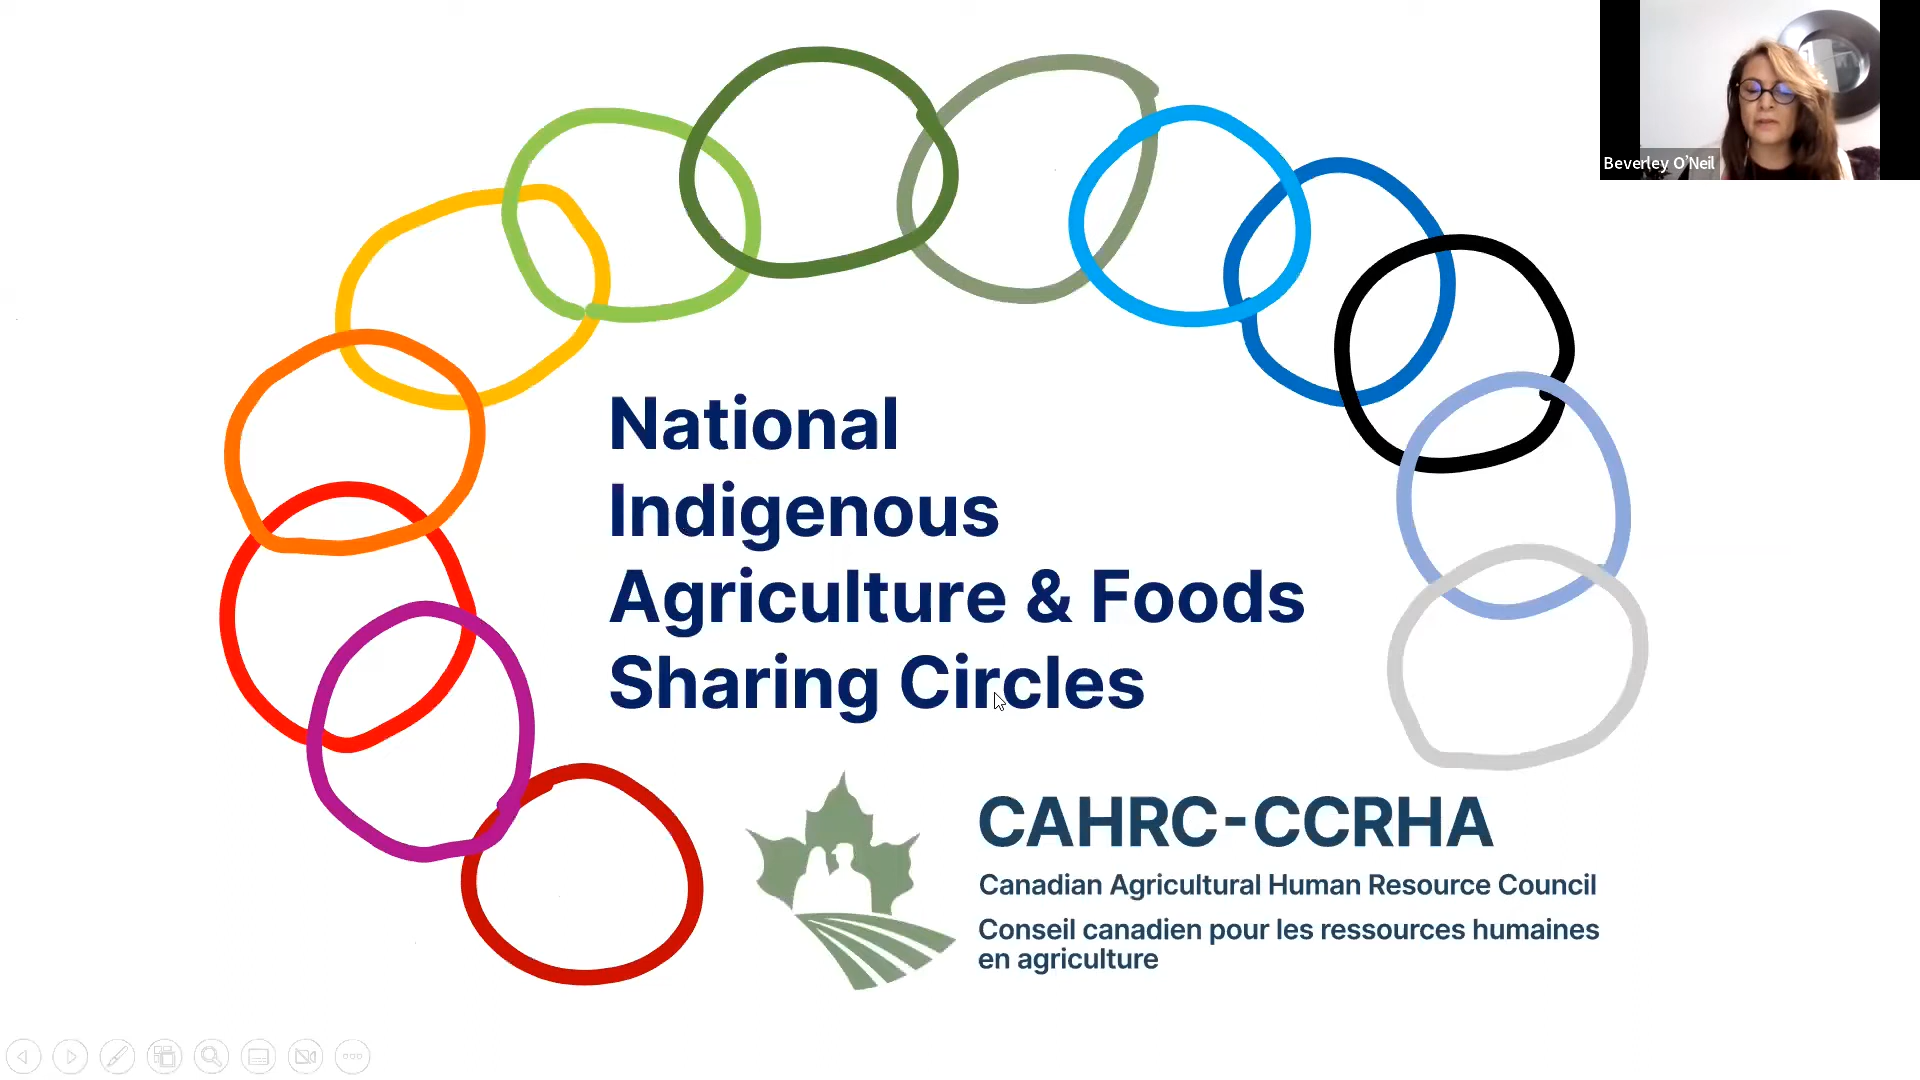 Beverley O'Neil
National
Indigenous
Agriculture & Foods
Sharing Circles
CAHRC-CCRHA
Canadian Agricultural Human Resource Council
Conseil canadien pour les ressources humaines
en agriculture